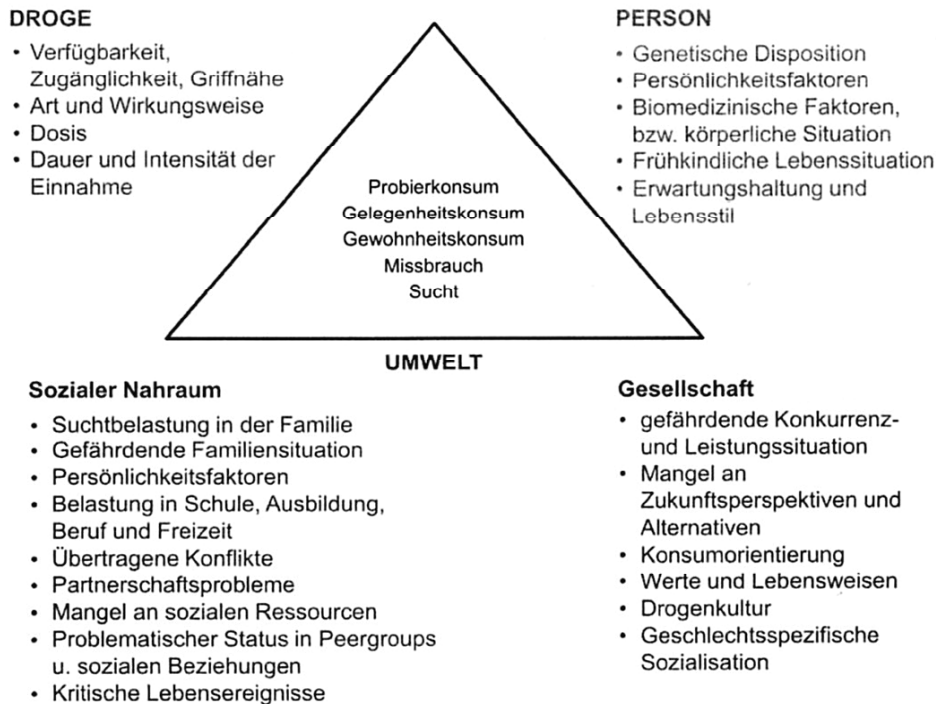 DROGE
• Verfügbarkeit,
Zugänglichkeit, Griffnähe
• Art und Wirkungsweise
• Dosis
• Dauer und Intensität der
Einnahme
PERSON
• Genetische Disposition
• Persönlichkeitsfaktoren
• Biomedizinische Faktoren,
bzw. körperliche Situation
• Frühkindliche Lebenssituation
• Erwartungshaltung und
Lebensstil
Probierkonsum
Gelegenheitskonsum
Gewohnheitskonsum
Missbrauch
Sucht
UMWELT
Sozialer Nahraum
• Suchtbelastung in der Familie
• Gefährdende Familiensituation
• Persönlichkeitsfaktoren
• Belastung in Schule, Ausbildung,
Beruf und Freizeit
• Übertragene Konflikte
• Partnerschaftsprobleme
• Mangel an sozialen Ressourcen
• Problematischer Status in Peergroups
u. sozialen Beziehungen
• Kritische Lebensereignisse
Gesellschaft
• gefährdende Konkurrenz-
und Leistungssituation
• Mangel an
Zukunftsperspektiven und
Alternativen
• Konsumorientierung
• Werte und Lebensweisen
• Drogenkultur
• Geschlechtsspezifische
Sozialisation